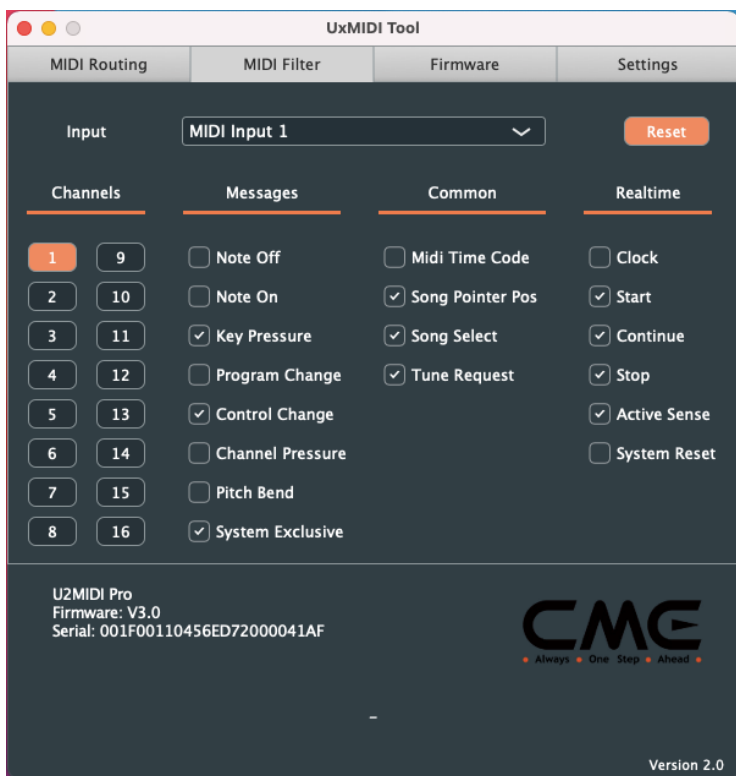 UxMIDI Tool
MIDI Routing MIDI Filter Firmware Settings
Input MIDI Input 1 Reset
Channels Messages Common Realtime
1 9 Note Off Midi Time Code Clock
2 10 Note On Song Pointer Pos Start
3 11 Key Pressure Song Select Continue
4 12 Program Change Tune Request Stop
5 13 Control Change Active Sense
6 14 Channel Pressure System Reset
7 15 Pitch Bend
8 16 System Exclusive
U2MIDI Pro
Firmware: V3.0
Serial: 001F00110456ED72000041AF
CME
• Always • One Step • Ahead •
–
Version 2.0